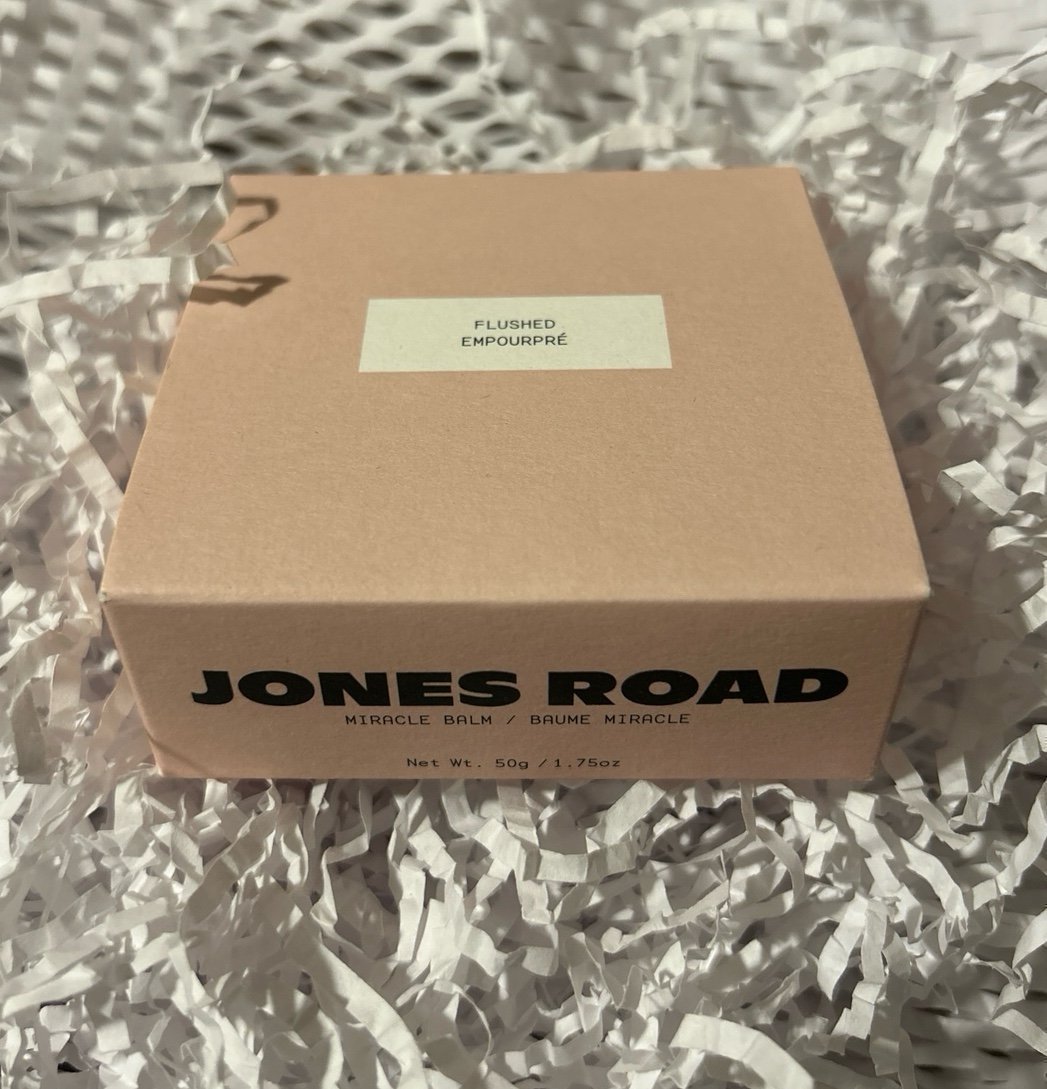 FLUSHED
EMPOURPRÉ
JONES ROAD
MIRACLE BALM / BAUME MIRACLE
Net Wt. 50g / 1.75oz